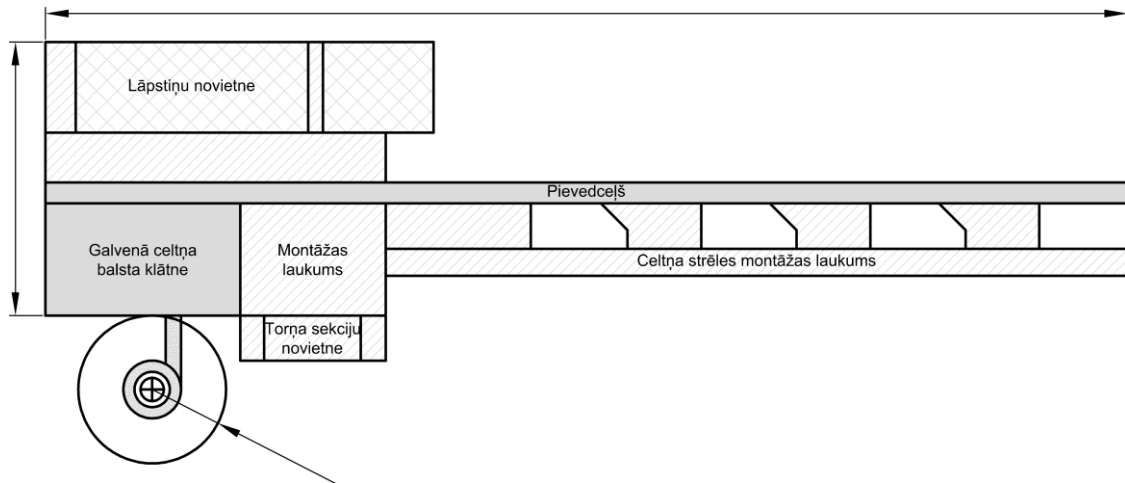 Lāpstiņu novietne
Pievedceļš
Galvenā celtņa
balsta klātne
Montāžas
laukums
Celtņa strēles montāžas laukums
Torņa sekciju
novietne